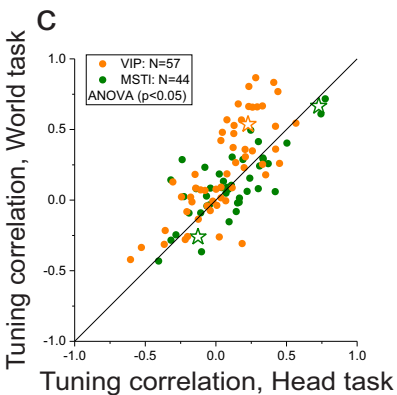 C
VIP: N=57
MSTI: N=44
ANOVA (p<0.05)
Tuning correlation, World task
1.0
0.5
0.0
-0.5
-1.0
-1.0
-0.5
0.0
0.5
1.0
Tuning correlation, Head task